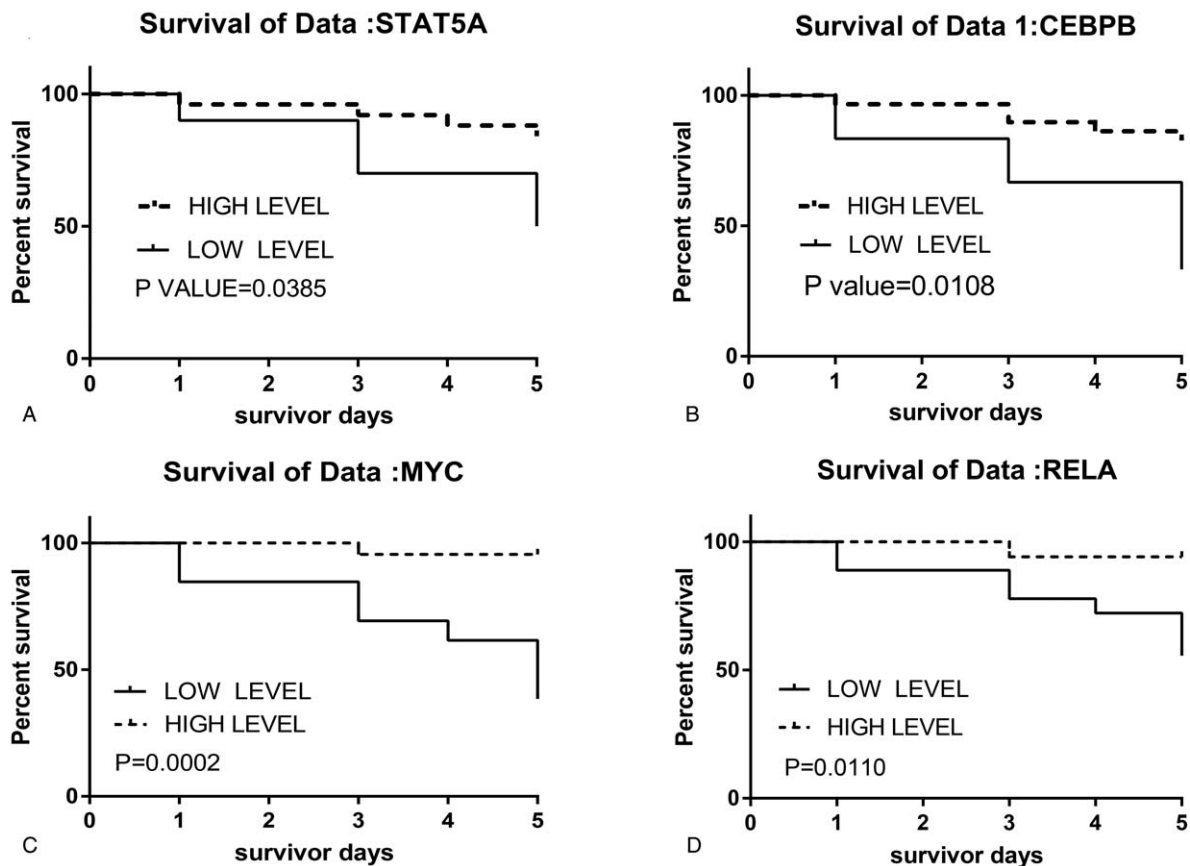 Survival of Data :STAT5A
Percent survival
100
50
0
HIGH LEVEL
LOW LEVEL
P VALUE=0.0385
0 1 2 3 4 5
survivor days
A
Survival of Data 1:CEBPB
Percent survival
100
50
0
HIGH LEVEL
LOW LEVEL
P value=0.0108
0 1 2 3 4 5
survivor days
B
Survival of Data :MYC
Percent survival
100
50
0
LOW LEVEL
HIGH LEVEL
P=0.0002
0 1 2 3 4 5
survivor days
C
Survival of Data :RELA
Percent survival
100
50
0
LOW LEVEL
HIGH LEVEL
P=0.0110
0 1 2 3 4 5
survivor days
D